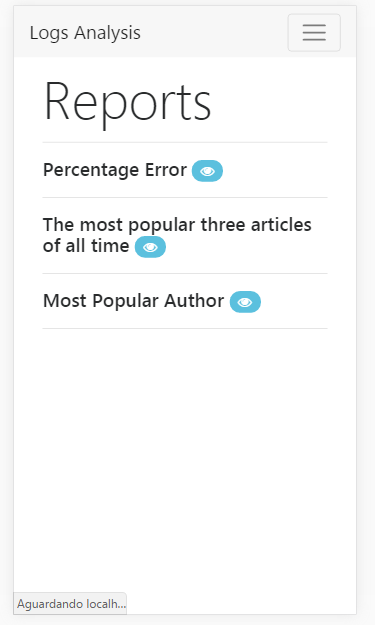 Logs Analysis
Reports
Percentage Error
The most popular three articles
of all time
Most Popular Author
Aguardando localh...